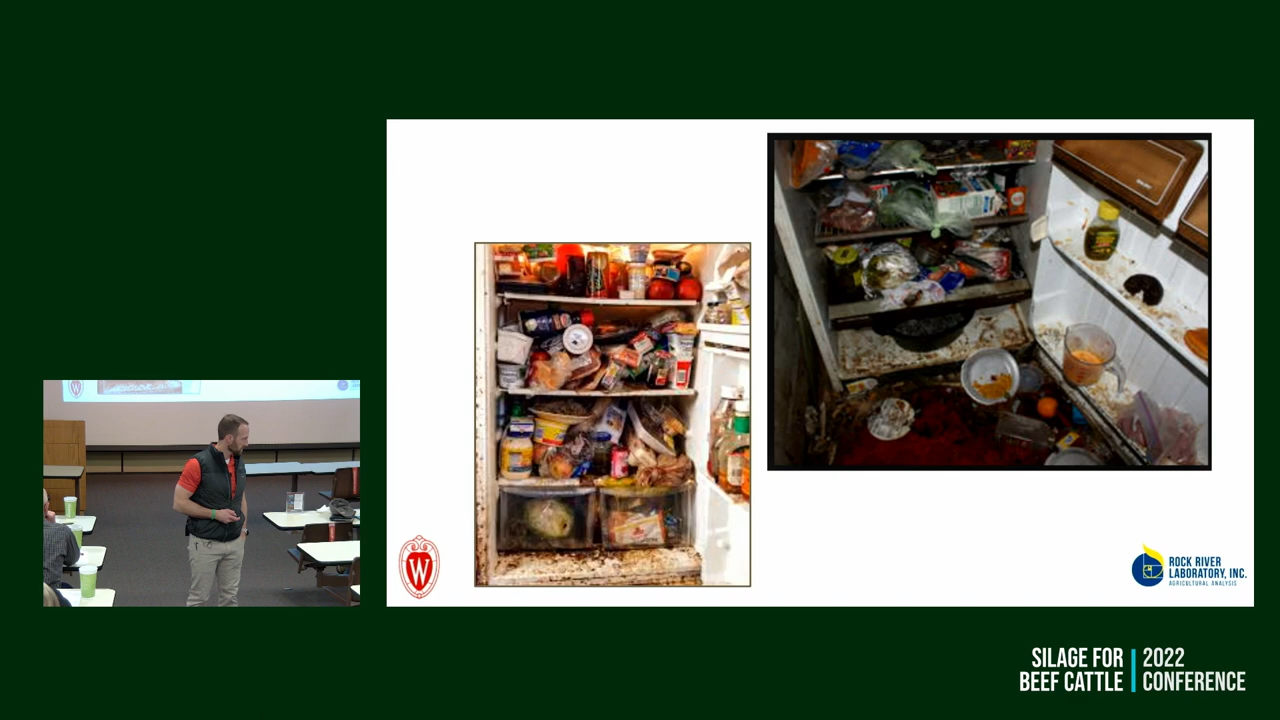 W
ROCK RIVER
LABORATORY, INC.
AGRICULTURAL ANALYSIS
SILAGE FOR
BEEF CATTLE
2022
CONFERENCE